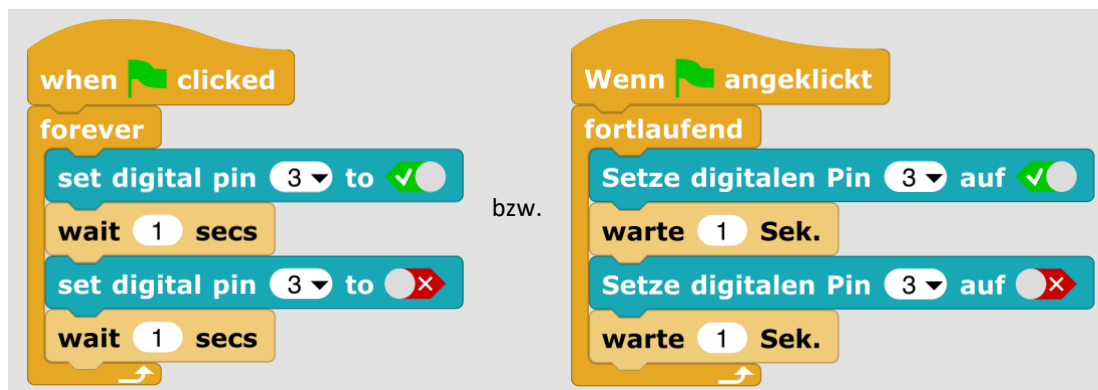 when clicked
forever
set digital pin 3 to
wait 1 secs
set digital pin 3 to
wait 1 secs
bzw.
Wenn angeklickt
fortlaufend
Setze digitalen Pin 3 auf
warte 1 Sek.
Setze digitalen Pin 3 auf
warte 1 Sek.